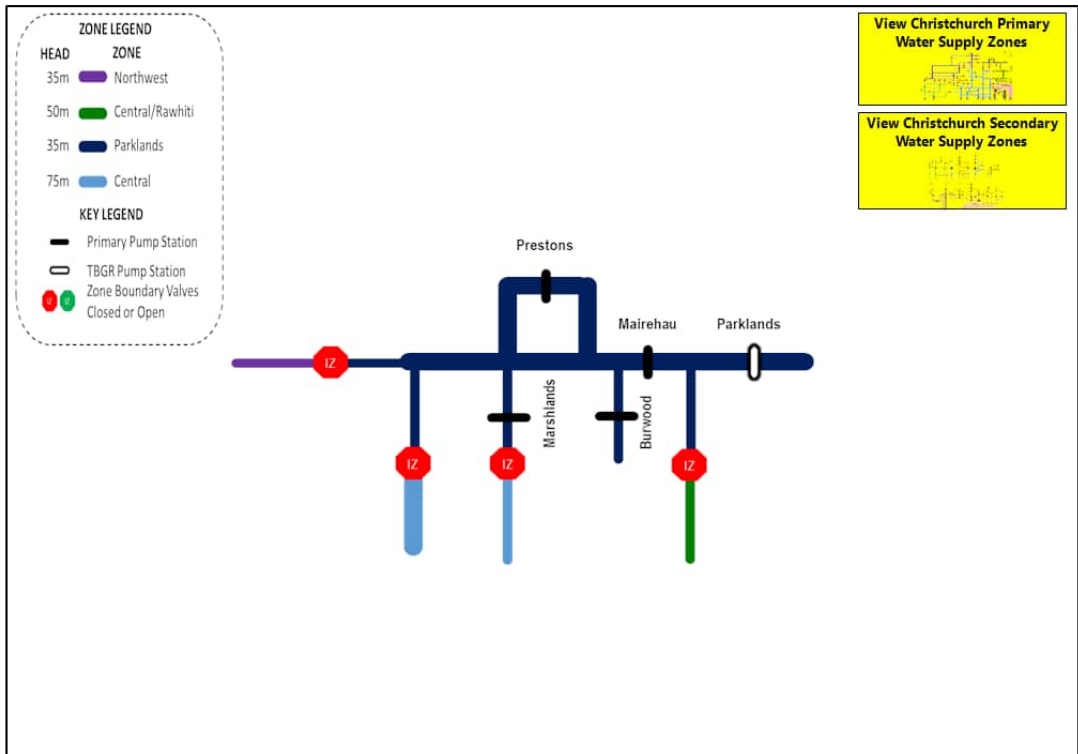 ZONE LEGEND
HEAD ZONE
35m Northwest
50m Central/Rawhiti
35m Parklands
75m Central
KEY LEGEND
Primary Pump Station
TBGR Pump Station
IZ IZ Zone Boundary Valves
Closed or Open
View Christchurch Primary
Water Supply Zones
View Christchurch Secondary
Water Supply Zones
Prestons
Mairehau
Parklands
IZ
Marshlands
Burwood
IZ
IZ
IZ